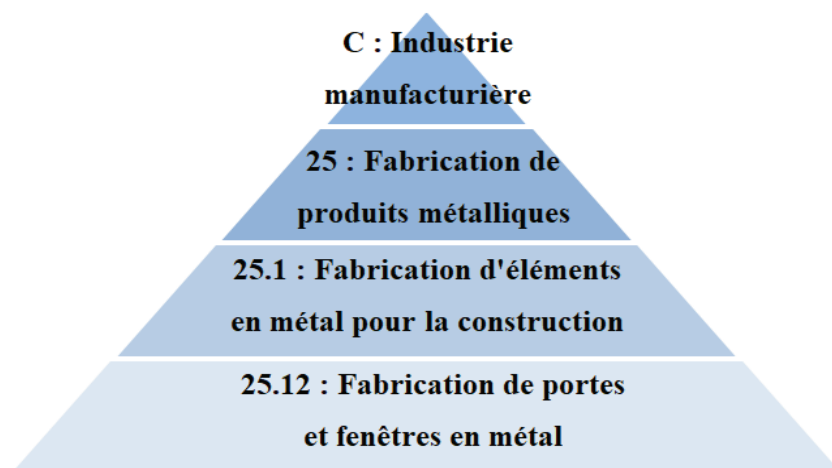 C : Industrie
manufacturière
25 : Fabrication de
produits métalliques
25.1 : Fabrication d'éléments
en métal pour la construction
25.12 : Fabrication de portes
et fenêtres en métal